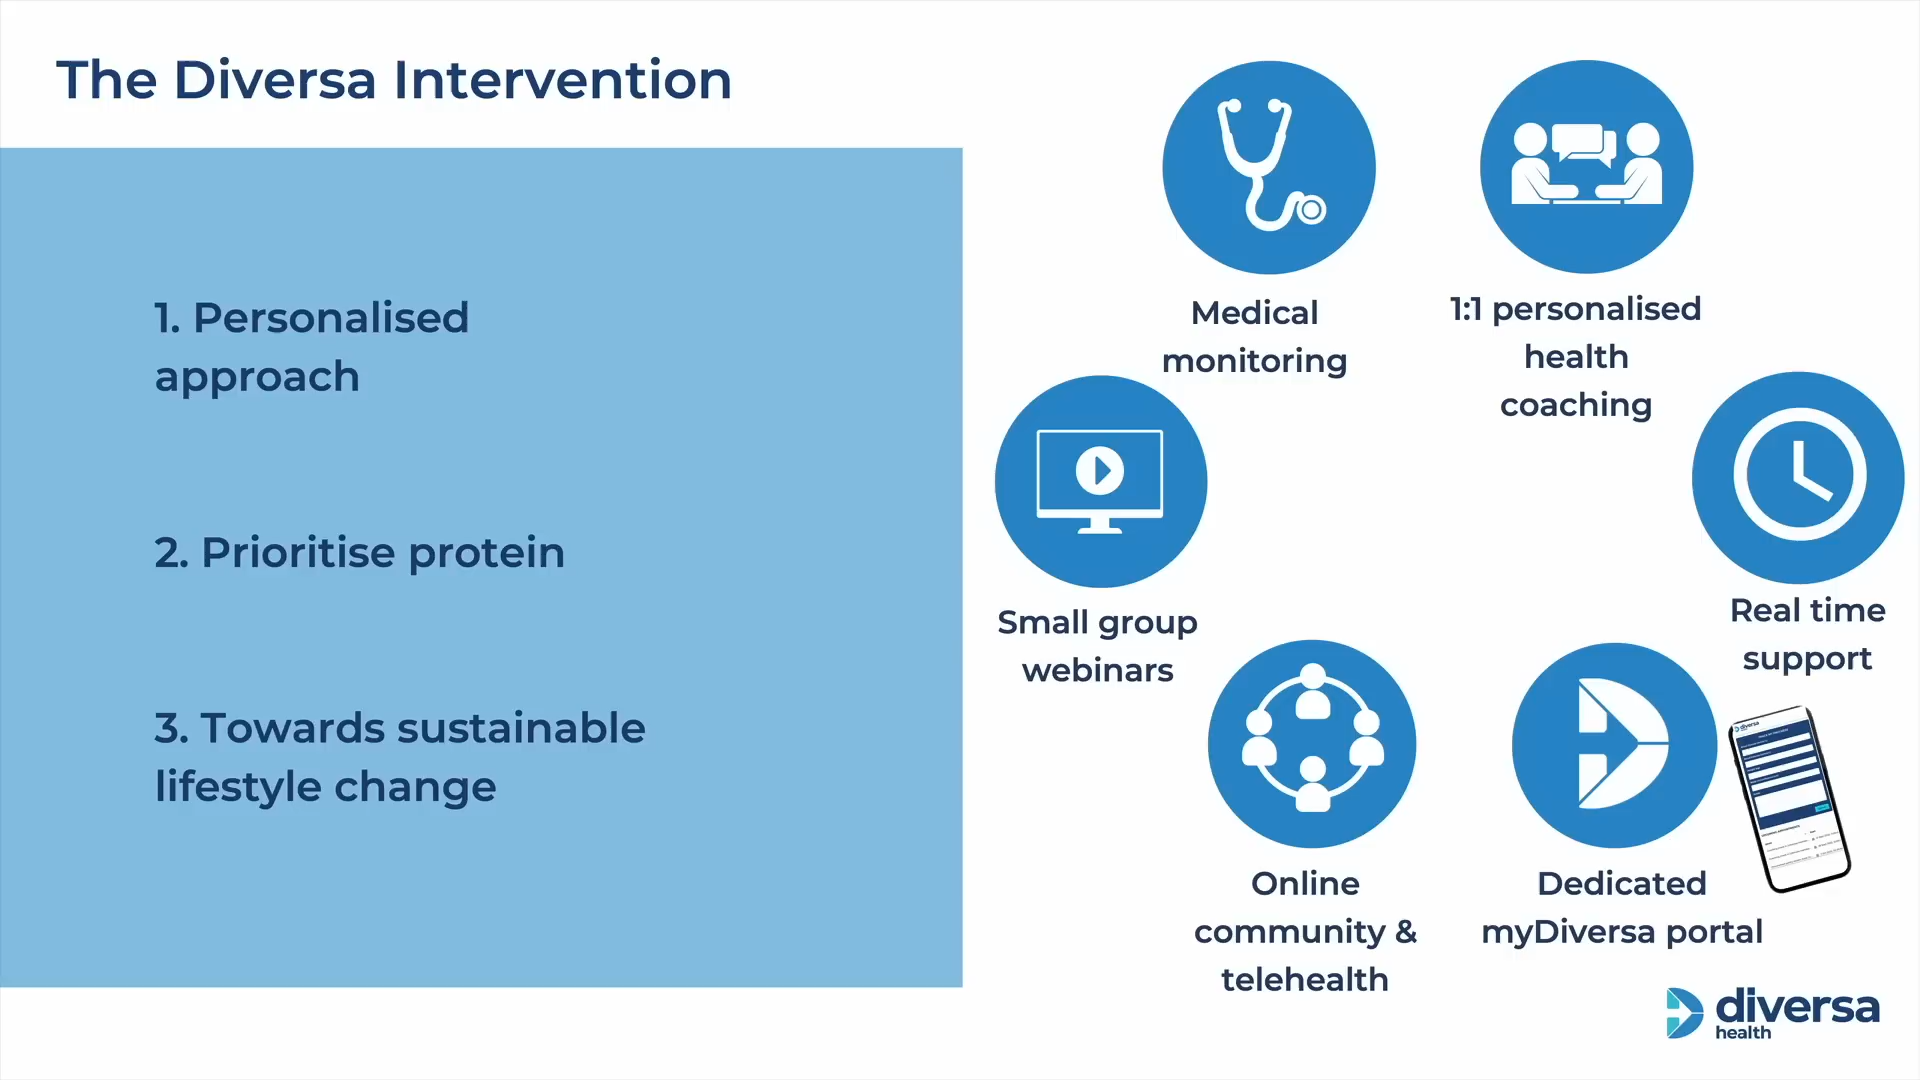 The Diversa Intervention
1. Personalised
approach
2. Prioritise protein
3. Towards sustainable
lifestyle change
Medical
monitoring
1:1 personalised
health
coaching
Small group
webinars
Real time
support
Online
community &
telehealth
Dedicated
myDiversa portal
diversa
diversa
health